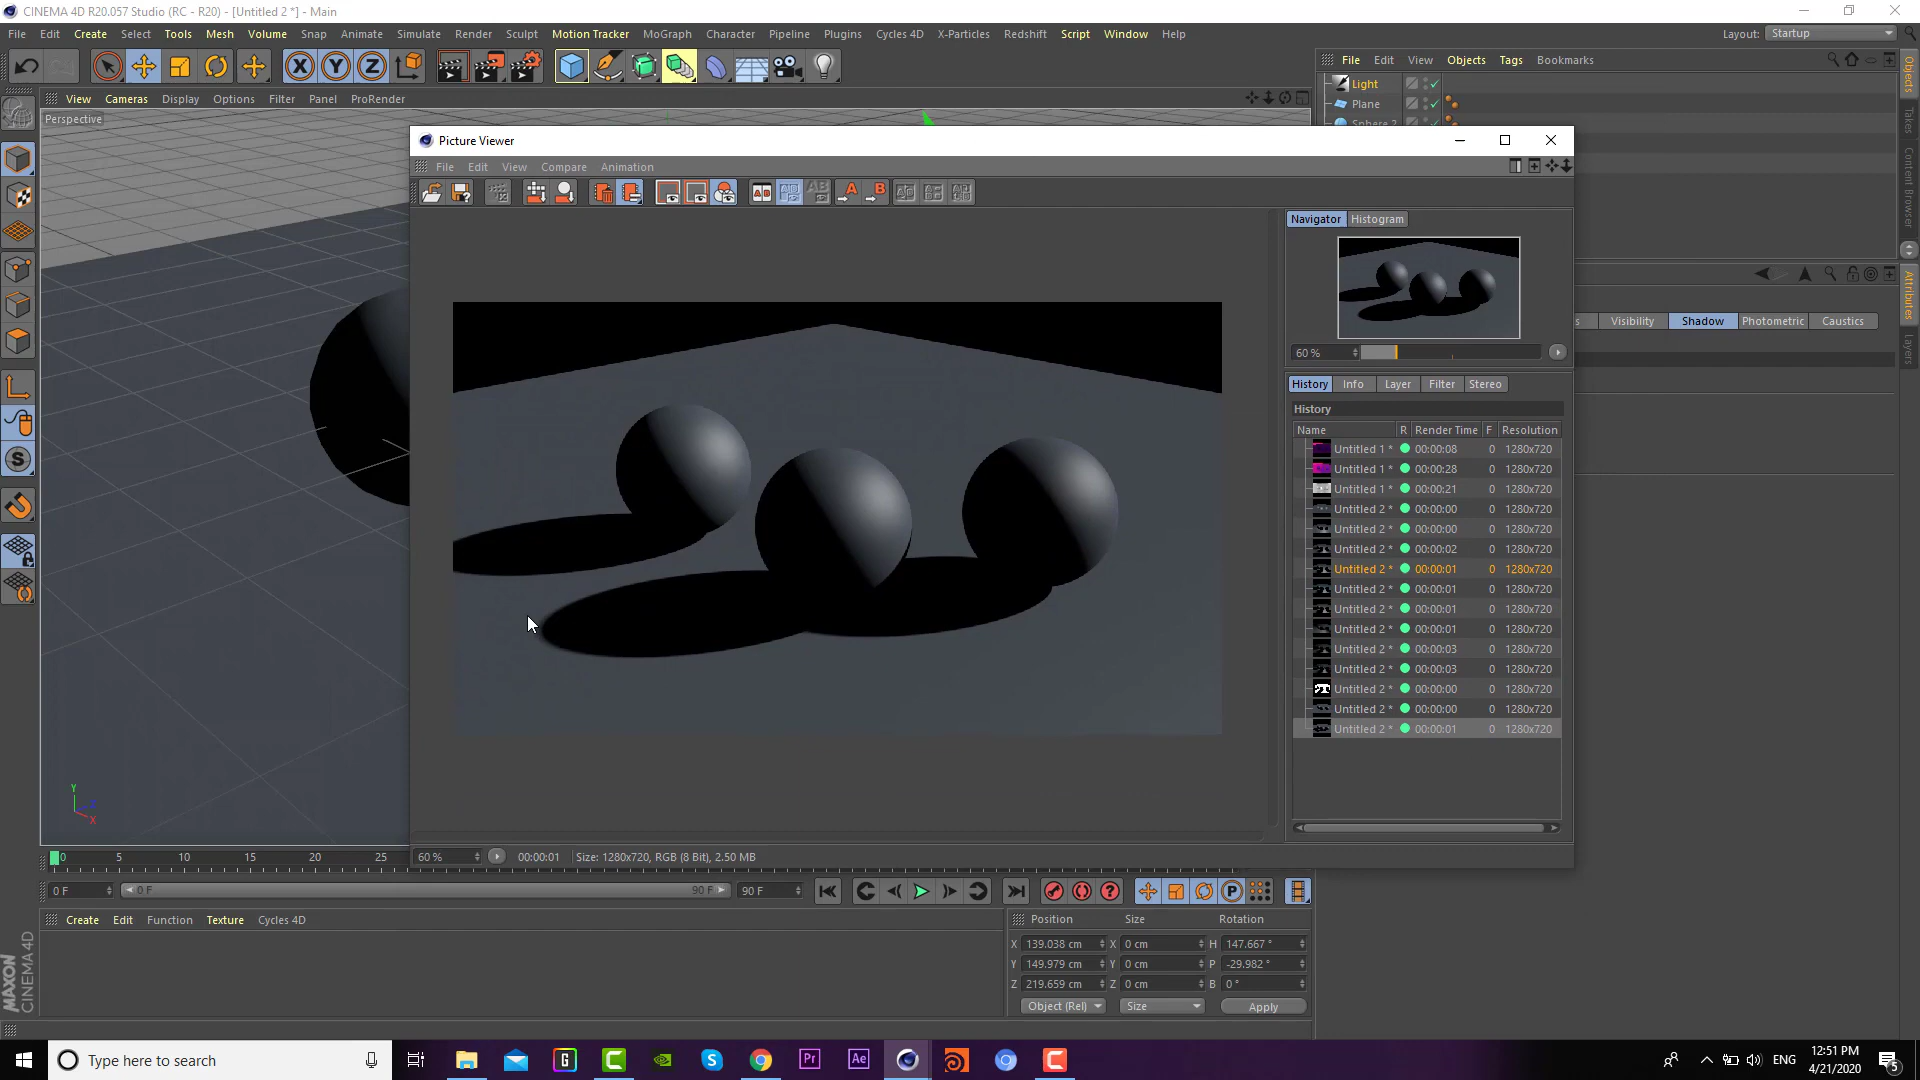 CINEMA 4D R20.057 Studio (RC - R20) - [Untitled 2 *] - Main
File Edit Create Select Tools Mesh Volume Snap Animate Simulate Render Sculpt Motion Tracker MoGraph Character Pipeline Plugins Cycles 4D X-Particles Redshift Script Window Help
Layout: Startup
File Edit View Objects Tags Bookmarks
Light
Plane
Sphere.2
View Cameras Display Options Filter Panel ProRender
Perspective
Picture Viewer
File Edit View Compare Animation
Navigator Histogram
60 %
History Info Layer Filter Stereo
History
Name R Render Time F Resolution
Untitled 1 * 00:00:08 0 1280x720
Untitled 1 * 00:00:28 0 1280x720
Untitled 1 * 00:00:21 0 1280x720
Untitled 2 * 00:00:00 0 1280x720
Untitled 2 * 00:00:00 0 1280x720
Untitled 2 * 00:00:02 0 1280x720
Untitled 2 * 00:00:01 0 1280x720
Untitled 2 * 00:00:01 0 1280x720
Untitled 2 * 00:00:01 0 1280x720
Untitled 2 * 00:00:01 0 1280x720
Untitled 2 * 00:00:03 0 1280x720
Untitled 2 * 00:00:03 0 1280x720
Untitled 2 * 00:00:00 0 1280x720
Untitled 2 * 00:00:00 0 1280x720
Untitled 2 * 00:00:01 0 1280x720
60 % 00:00:01 Size: 1280x720, RGB (8 Bit), 2.50 MB
Visibility Shadow Photometric Caustics
Objects
Takes
Content Browser
Attributes
Layers
Y
X
0 5 10 15 20 25
0 F 0 F 90 F 90 F
Create Edit Function Texture Cycles 4D
Position Size Rotation
X 139.038 cm X 0 cm H 147.667 °
Y 149.979 cm Y 0 cm P -29.982 °
Z 219.659 cm Z 0 cm B 0 °
Object (Rel) Size Apply
MAXON
CINEMA 4D
Type here to search
ENG
12:51 PM
4/21/2020
5